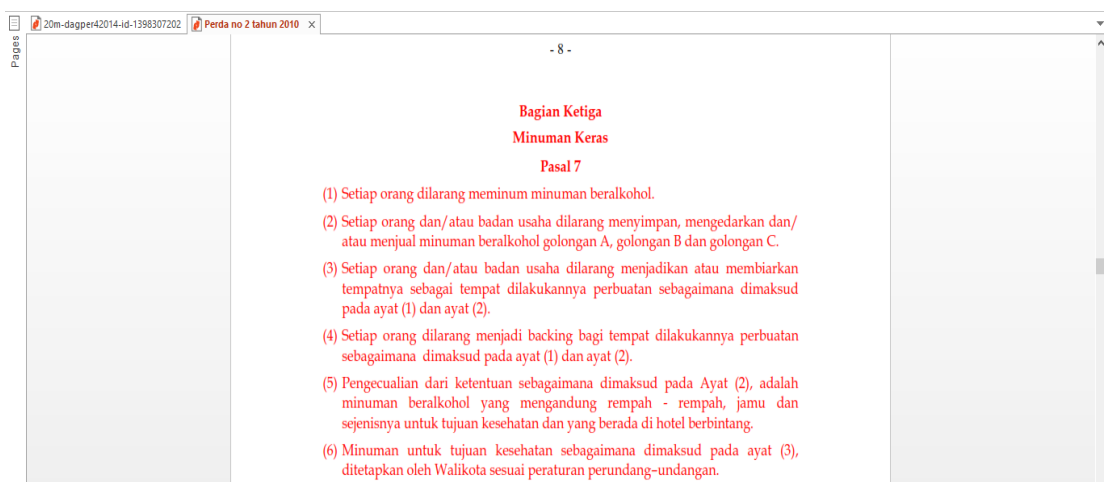 20m-dagper42014-id-1398307202
Perda no 2 tahun 2010
Pages
- 8 -
Bagian Ketiga
Minuman Keras
Pasal 7
(1) Setiap orang dilarang meminum minuman beralkohol.
(2) Setiap orang dan/atau badan usaha dilarang menyimpan, mengedarkan dan/
atau menjual minuman beralkohol golongan A, golongan B dan golongan C.
(3) Setiap orang dan/atau badan usaha dilarang menjadikan atau membiarkan
tempatnya sebagai tempat dilakukannya perbuatan sebagaimana dimaksud
pada ayat (1) dan ayat (2).
(4) Setiap orang dilarang menjadi backing bagi tempat dilakukannya perbuatan
sebagaimana dimaksud pada ayat (1) dan ayat (2).
(5) Pengecualian dari ketentuan sebagaimana dimaksud pada Ayat (2), adalah
minuman beralkohol yang mengandung rempah - rempah, jamu dan
sejenisnya untuk tujuan kesehatan dan yang berada di hotel berbintang.
(6) Minuman untuk tujuan kesehatan sebagaimana dimaksud pada ayat (3),
ditetapkan oleh Walikota sesuai peraturan perundang–undangan.